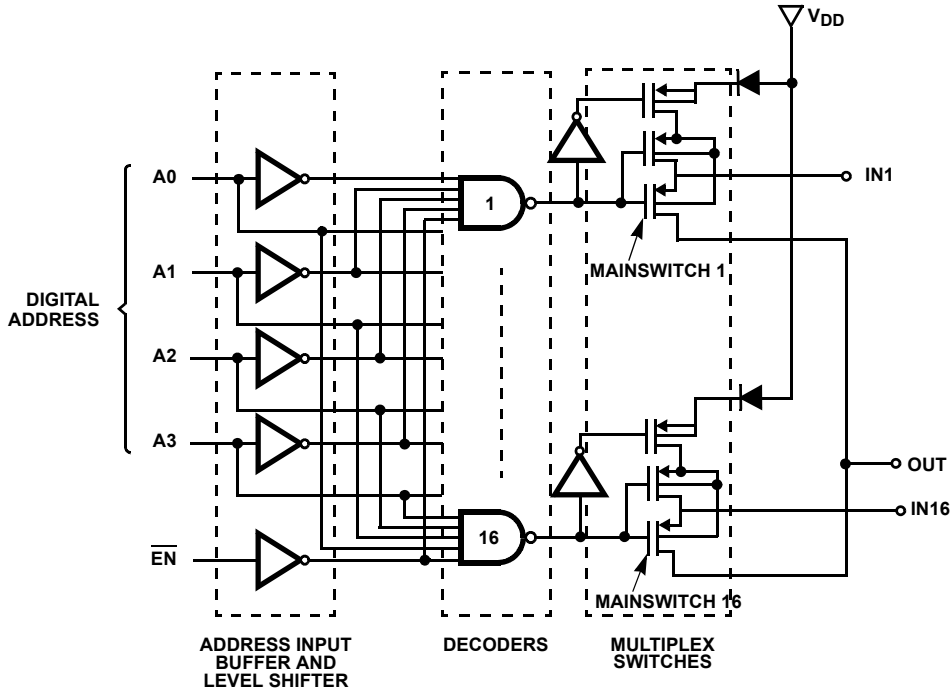 VDD
A0
A1
A2
A3
EN
DIGITAL
ADDRESS
1
16
IN1
MAINSWITCH 1
OUT
IN16
MAINSWITCH 16
ADDRESS INPUT
BUFFER AND
LEVEL SHIFTER
DECODERS
MULTIPLEX
SWITCHES